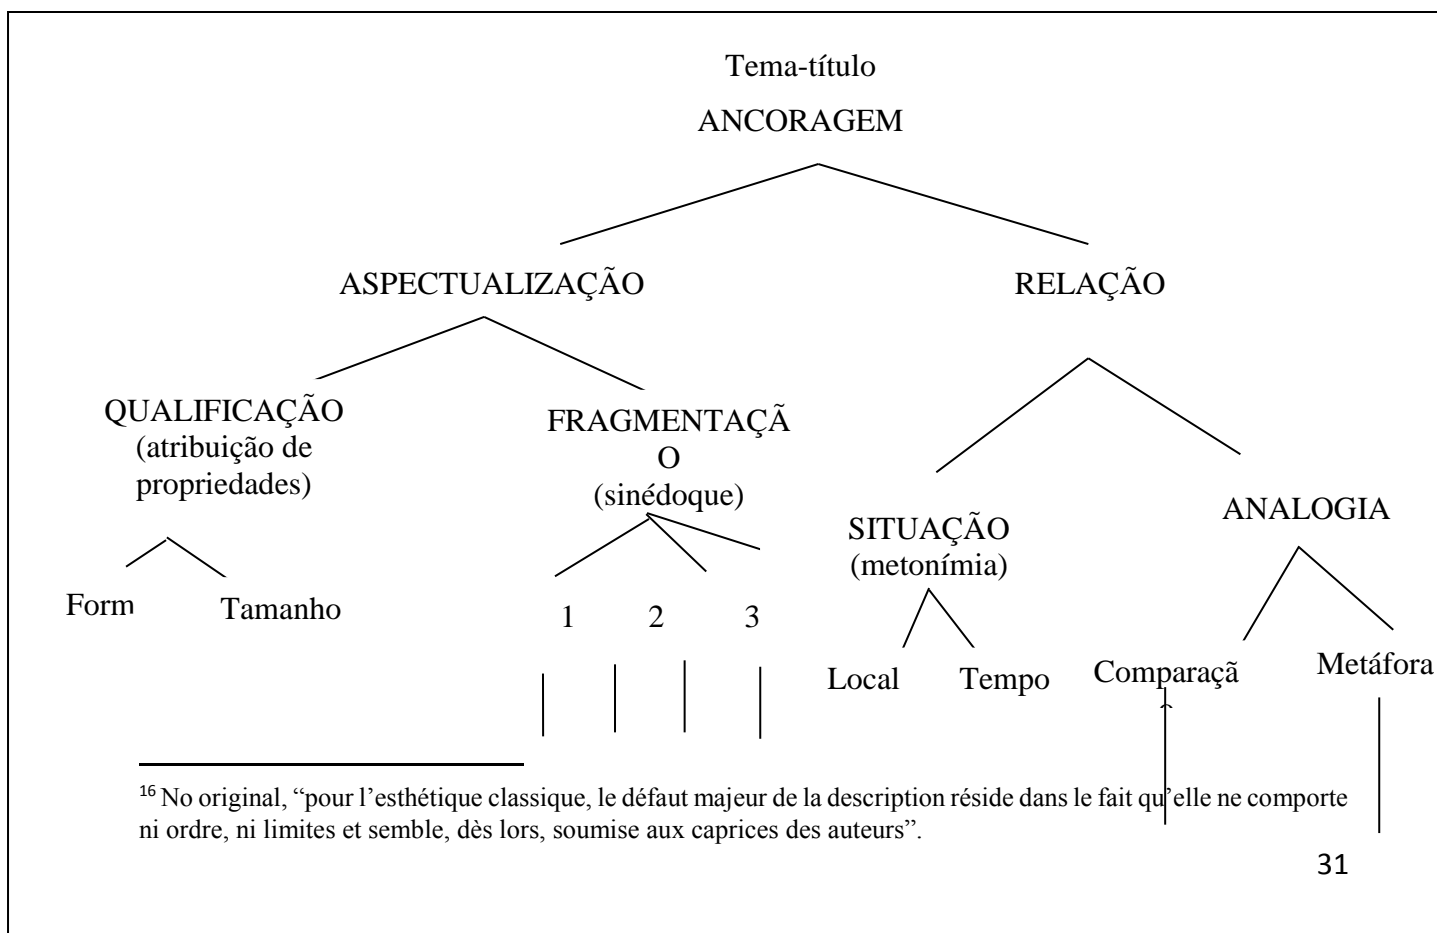 Tema-título
ANCORAGEM
ASPECTUALIZAÇÃO
RELAÇÃO
QUALIFICAÇÃO
(atribuição de
propriedades)
FRAGMENTAÇÃ
O
(sinédoque)
SITUAÇÃO
(metonímia)
ANALOGIA
Form
Tamanho
1 2 3
Local
Tempo
Comparaçã
Metáfora
16 No original, “pour l’esthétique classique, le défaut majeur de la description réside dans le fait qu’elle ne comporte
ni ordre, ni limites et semble, dès lors, soumise aux caprices des auteurs”.
31